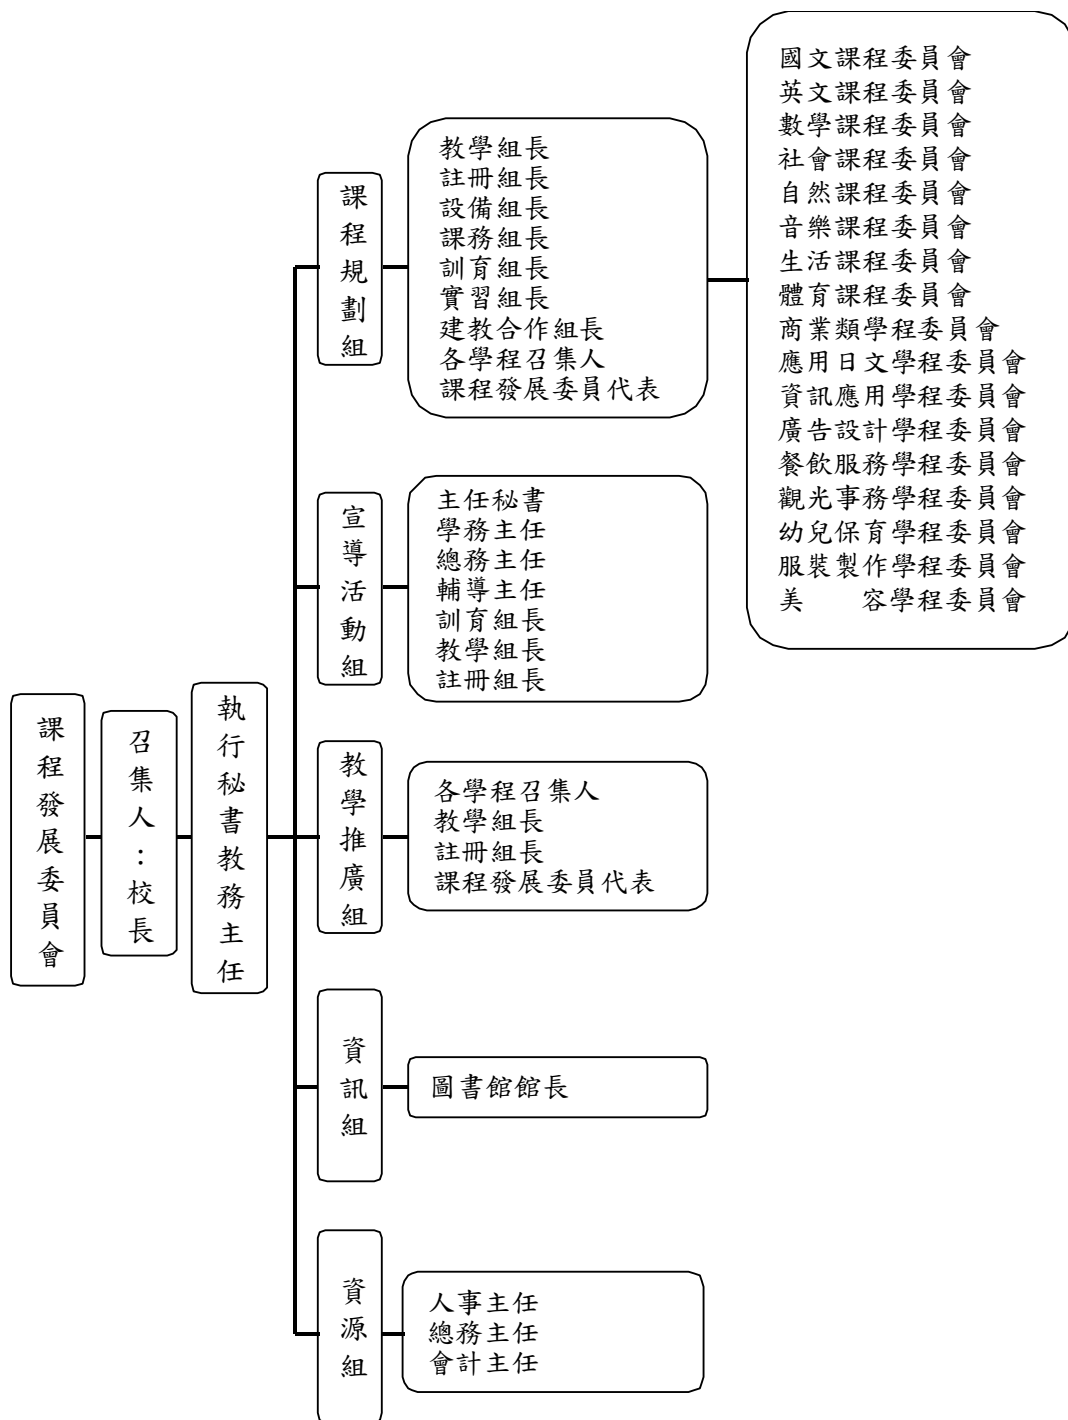 課程發展委員會
召集人：校長
執行秘書教務主任
課程規劃組
教學組長
註冊組長
設備組長
課務組長
訓育組長
實習組長
建教合作組長
各學程召集人
課程發展委員代表
國文課程委員會
英文課程委員會
數學課程委員會
社會課程委員會
自然課程委員會
音樂課程委員會
生活課程委員會
體育課程委員會
商業類學程委員會
應用日文學程委員會
資訊應用學程委員會
廣告設計學程委員會
餐飲服務學程委員會
觀光事務學程委員會
幼兒保育學程委員會
服裝製作學程委員會
美　　容學程委員會
宣導活動組
主任秘書
學務主任
總務主任
輔導主任
訓育組長
教學組長
註冊組長
教學推廣組
各學程召集人
教學組長
註冊組長
課程發展委員代表
資訊組
圖書館館長
資源組
人事主任
總務主任
會計主任